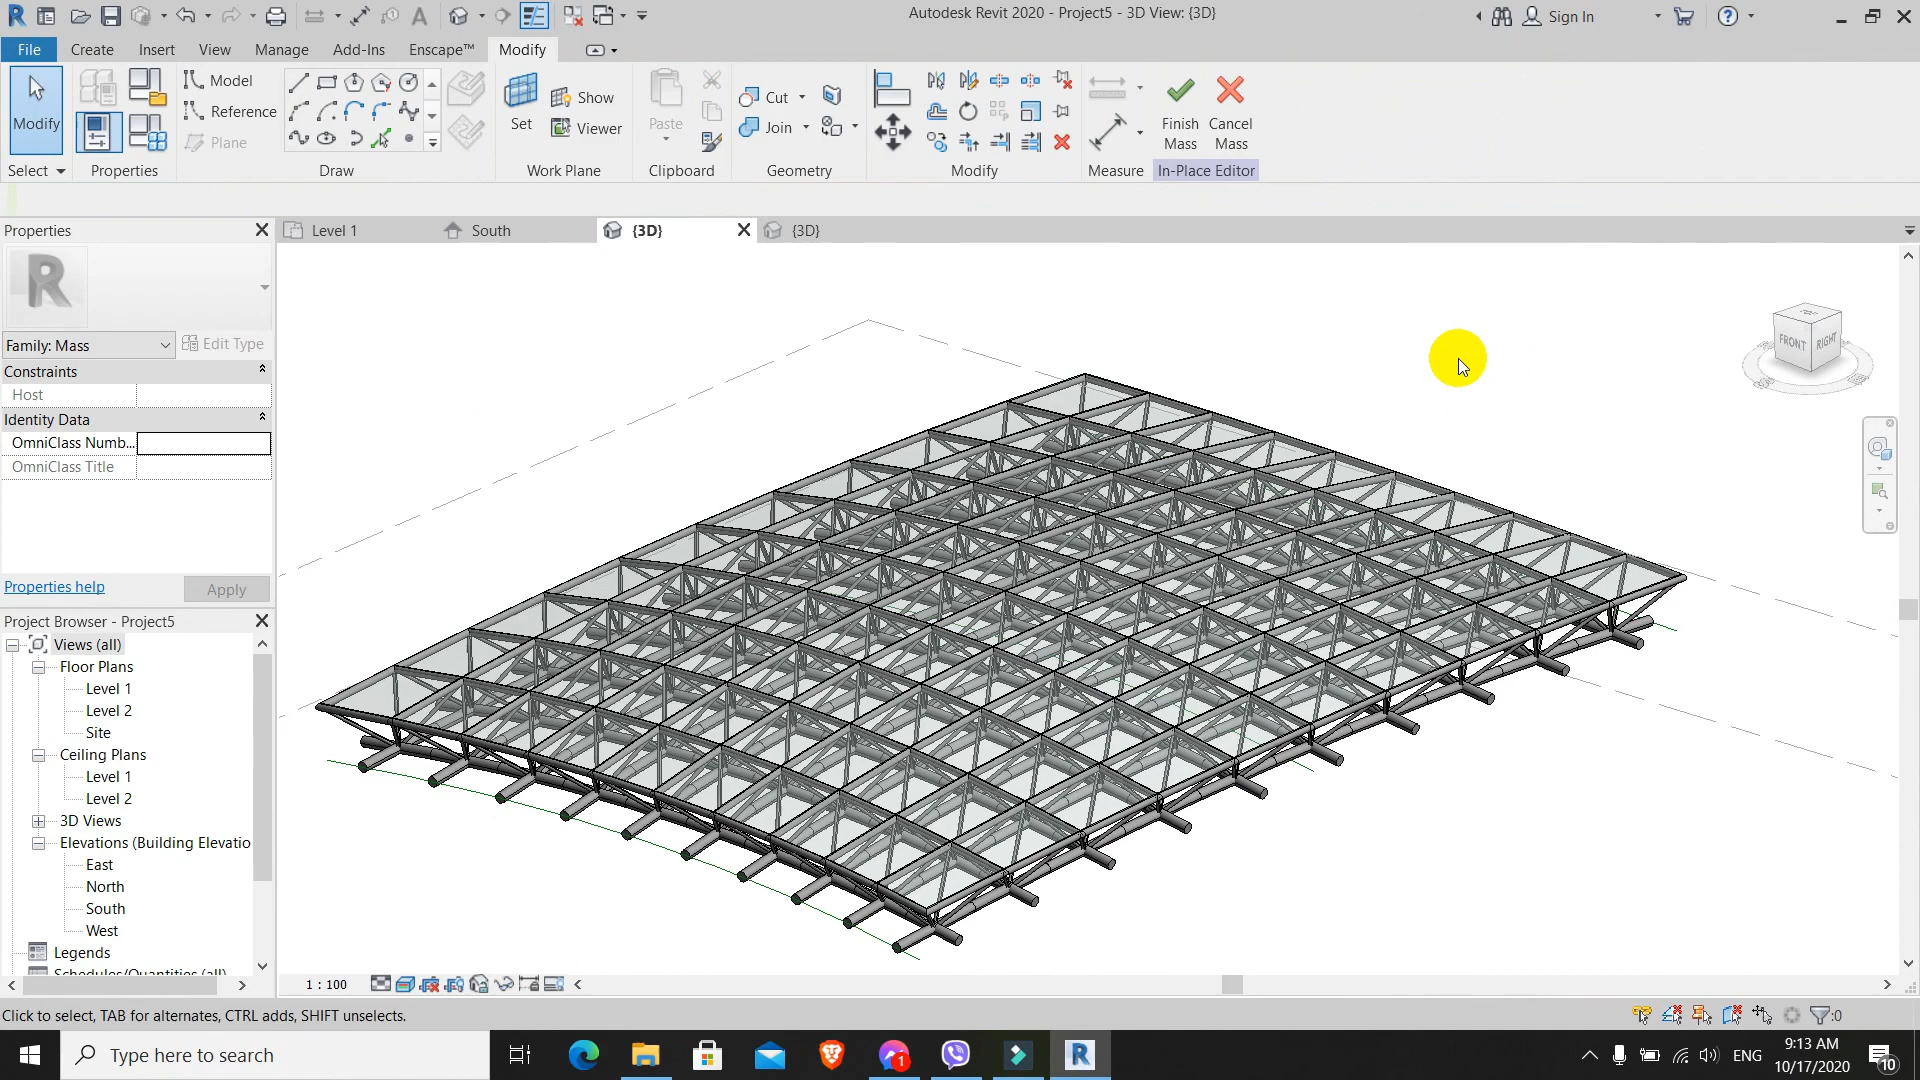 Autodesk Revit 2020 - Project5 - 3D View: {3D}
Sign In
File Create Insert View Manage Add-Ins Enscape™ Modify
Modify
Model
Reference
Plane
Set
Show
Viewer
Paste
Cut
Join
Finish Mass
Cancel Mass
Select Properties Draw Work Plane Clipboard Geometry Modify Measure In-Place Editor
Properties
Level 1 South {3D} {3D}
R
Family: Mass Edit Type
Constraints
Host
Identity Data
OmniClass Numb...
OmniClass Title
Properties help Apply
Project Browser - Project5
Views (all)
Floor Plans
Level 1
Level 2
Site
Ceiling Plans
Level 1
Level 2
3D Views
Elevations (Building Elevatio
East
North
South
West
Legends
Schedules/Quantities (all)
FRONT RIGHT
1 : 100
Click to select, TAB for alternates, CTRL adds, SHIFT unselects.
:0
Type here to search
1
R
ENG
9:13 AM
10/17/2020
10